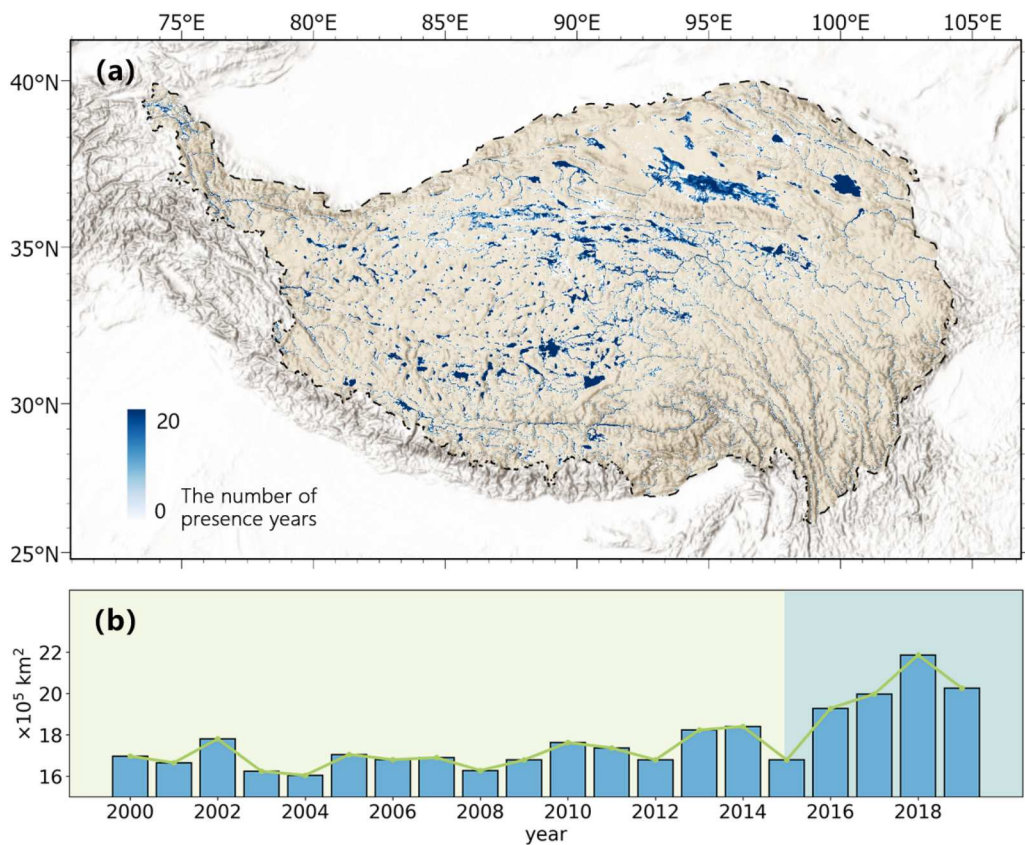 75°E 80°E 85°E 90°E 95°E 100°E 105°E
(a)
40°N
35°N
30°N
25°N
20
0
The number of
presence years
(b)
×10⁵ km²
22
20
18
16
2000 2002 2004 2006 2008 2010 2012 2014 2016 2018
year